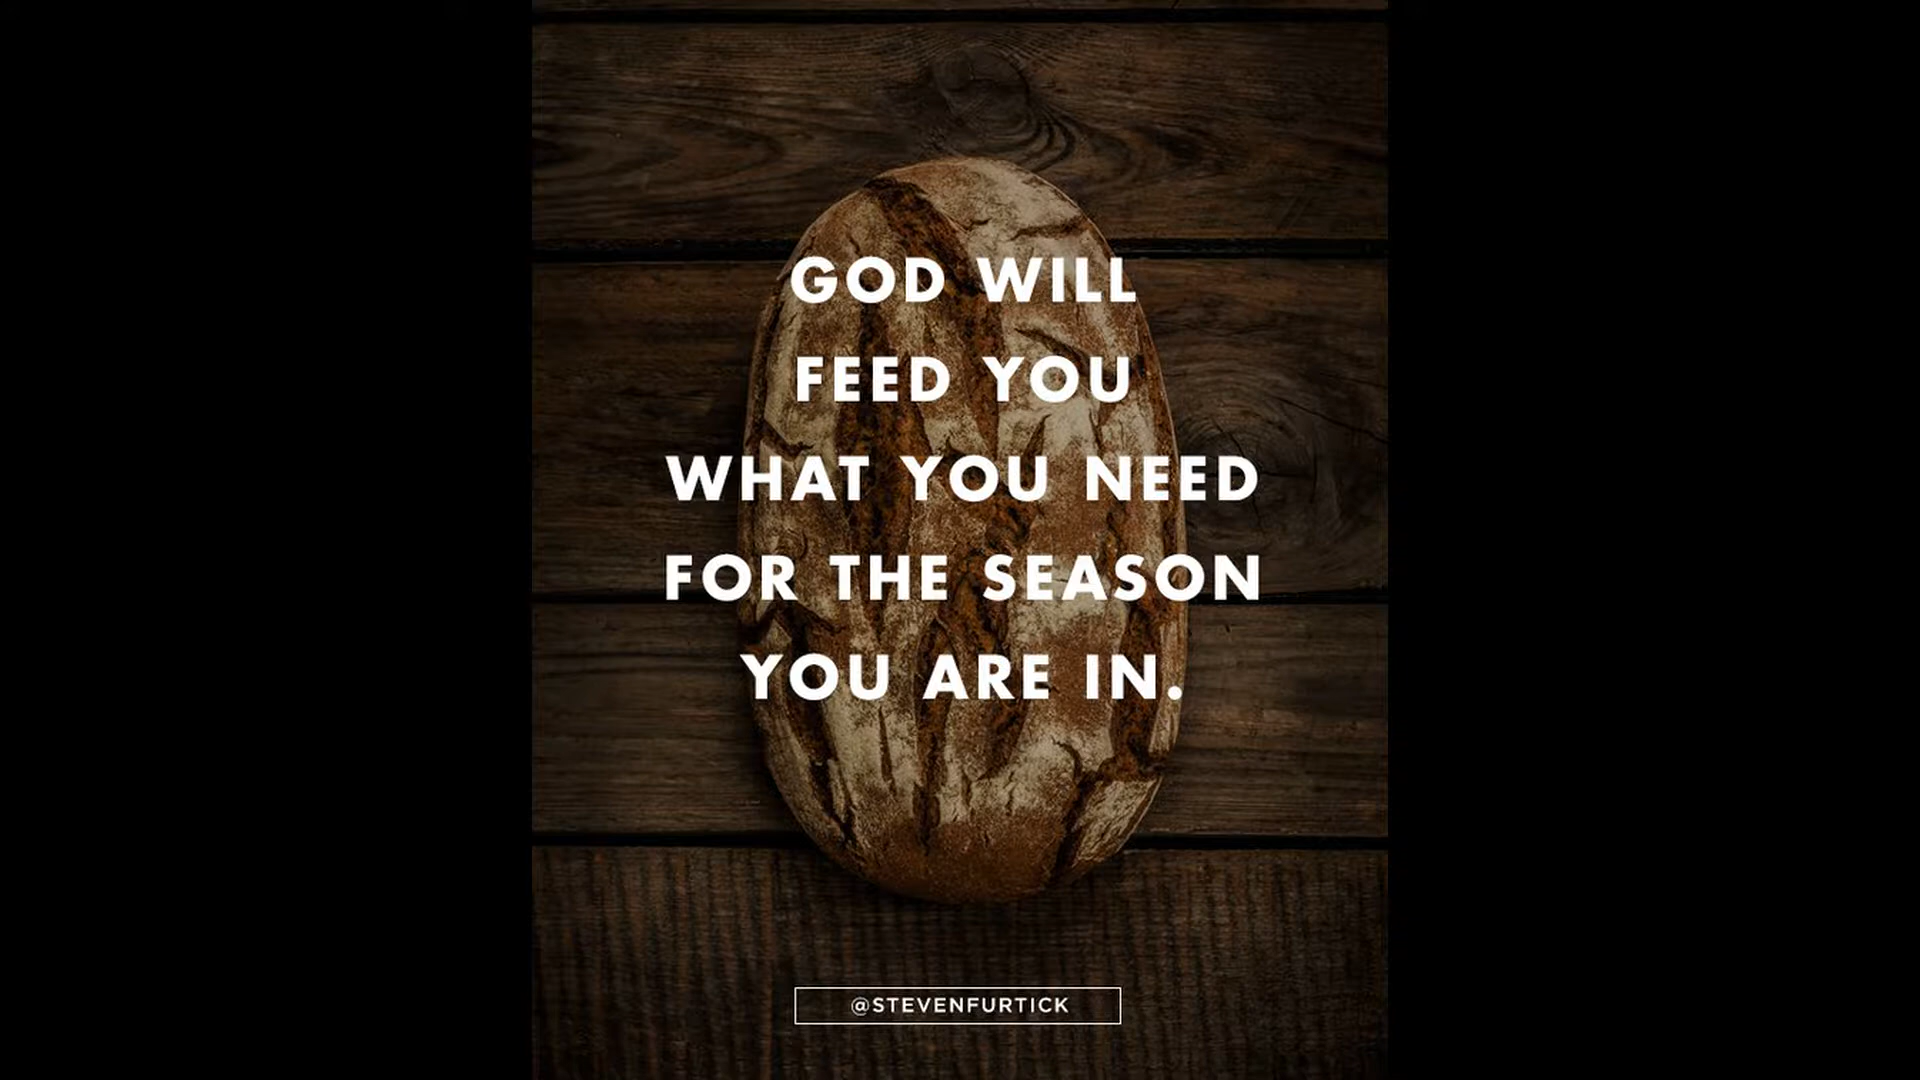 GOD WILL
FEED YOU
WHAT YOU NEED
FOR THE SEASON
YOU ARE IN.
@STEVENFURTICK